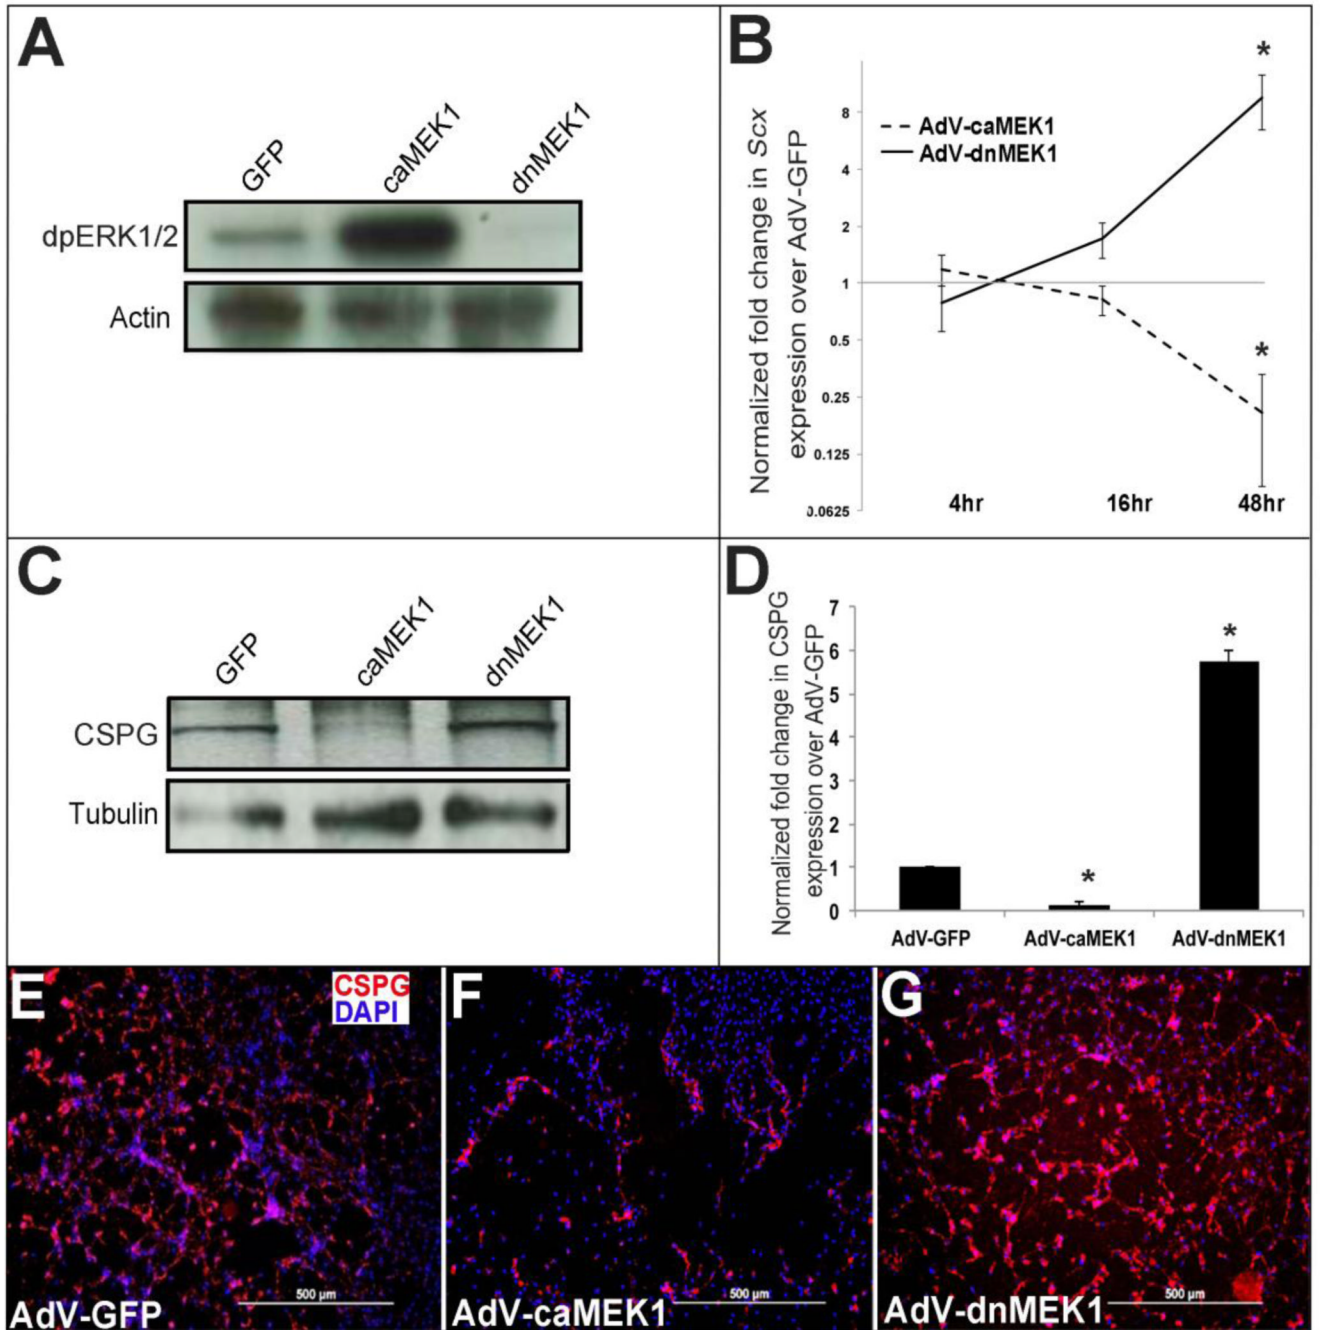 A
GFP
caMEK1
dnMEK1
dpERK1/2
Actin
B
Normalized fold change in Scx
expression over AdV-GFP
8
4
2
1
0.5
0.25
0.125
0.0625
AdV-caMEK1
AdV-dnMEK1
*
*
4hr
16hr
48hr
C
GFP
caMEK1
dnMEK1
CSPG
Tubulin
D
Normalized fold change in CSPG
expression over AdV-GFP
7
6
5
4
3
2
1
0
*
*
AdV-GFP
AdV-caMEK1
AdV-dnMEK1
E
CSPG
DAPI
500 µm
AdV-GFP
F
500 µm
AdV-caMEK1
G
500 µm
AdV-dnMEK1